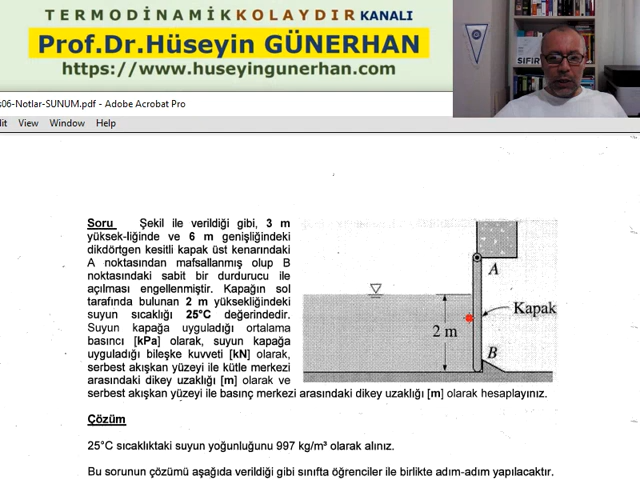 TERMODİNAMİKKOLAYDIR KANALI
Prof.Dr.Hüseyin GÜNERHAN
https://www.huseyingunerhan.com
SIFIR
s06-Notlar-SUNUM.pdf - Adobe Acrobat Pro
dit View Window Help
Soru Şekil ile verildiği gibi, 3 m
yüksek-liğinde ve 6 m genişliğindeki
dikdörtgen kesitli kapak üst kenarındaki
A noktasından mafsallanmış olup B
noktasındaki sabit bir durdurucu ile
açılması engellenmiştir. Kapağın sol
tarafında bulunan 2 m yüksekliğindeki
suyun sıcaklığı 25°C değerindedir.
Suyun kapağa uyguladığı ortalama
basıncı [kPa] olarak, suyun kapağa
uyguladığı bileşke kuvveti [kN] olarak,
serbest akışkan yüzeyi ile kütle merkezi
arasındaki dikey uzaklığı [m] olarak ve
serbest akışkan yüzeyi ile basınç merkezi arasındaki dikey uzaklığı [m] olarak hesaplayınız.
A
Kapak
2 m
B
Çözüm
25°C sıcaklıktaki suyun yoğunluğunu 997 kg/m³ olarak alınız.
Bu sorunun çözümü aşağıda verildiği gibi sınıfta öğrenciler ile birlikte adım-adım yapılacaktır.